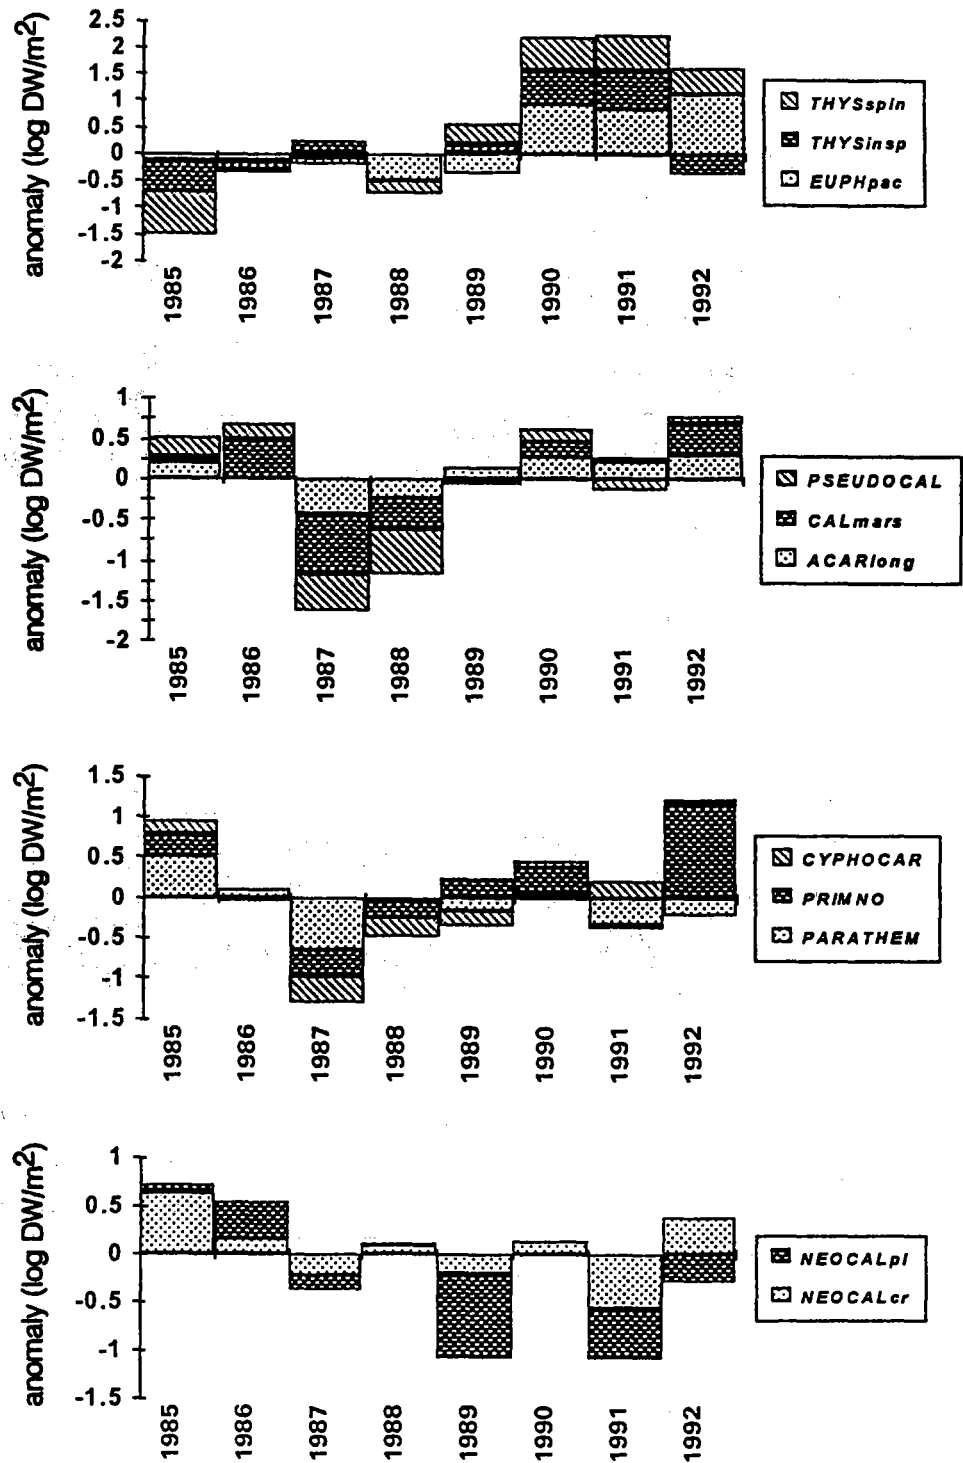 anomaly (log DW/m2)
2.5
2
1.5
1
0.5
0
-0.5
-1
-1.5
-2
1985 1986 1987 1988 1989 1990 1991 1992
THYSspin
THYSinsp
EUPHpac
anomaly (log DW/m2)
1
0.5
0
-0.5
-1
-1.5
-2
1985 1986 1987 1988 1989 1990 1991 1992
PSEUDOCAL
CALmars
ACARlong
anomaly (log DW/m2)
1.5
1
0.5
0
-0.5
-1
-1.5
1985 1986 1987 1988 1989 1990 1991 1992
CYPHOCAR
PRIMNO
PARATHEM
anomaly (log DW/m2)
1
0.5
0
-0.5
-1
-1.5
1985 1986 1987 1988 1989 1990 1991 1992
NEOCALpl
NEOCALcr